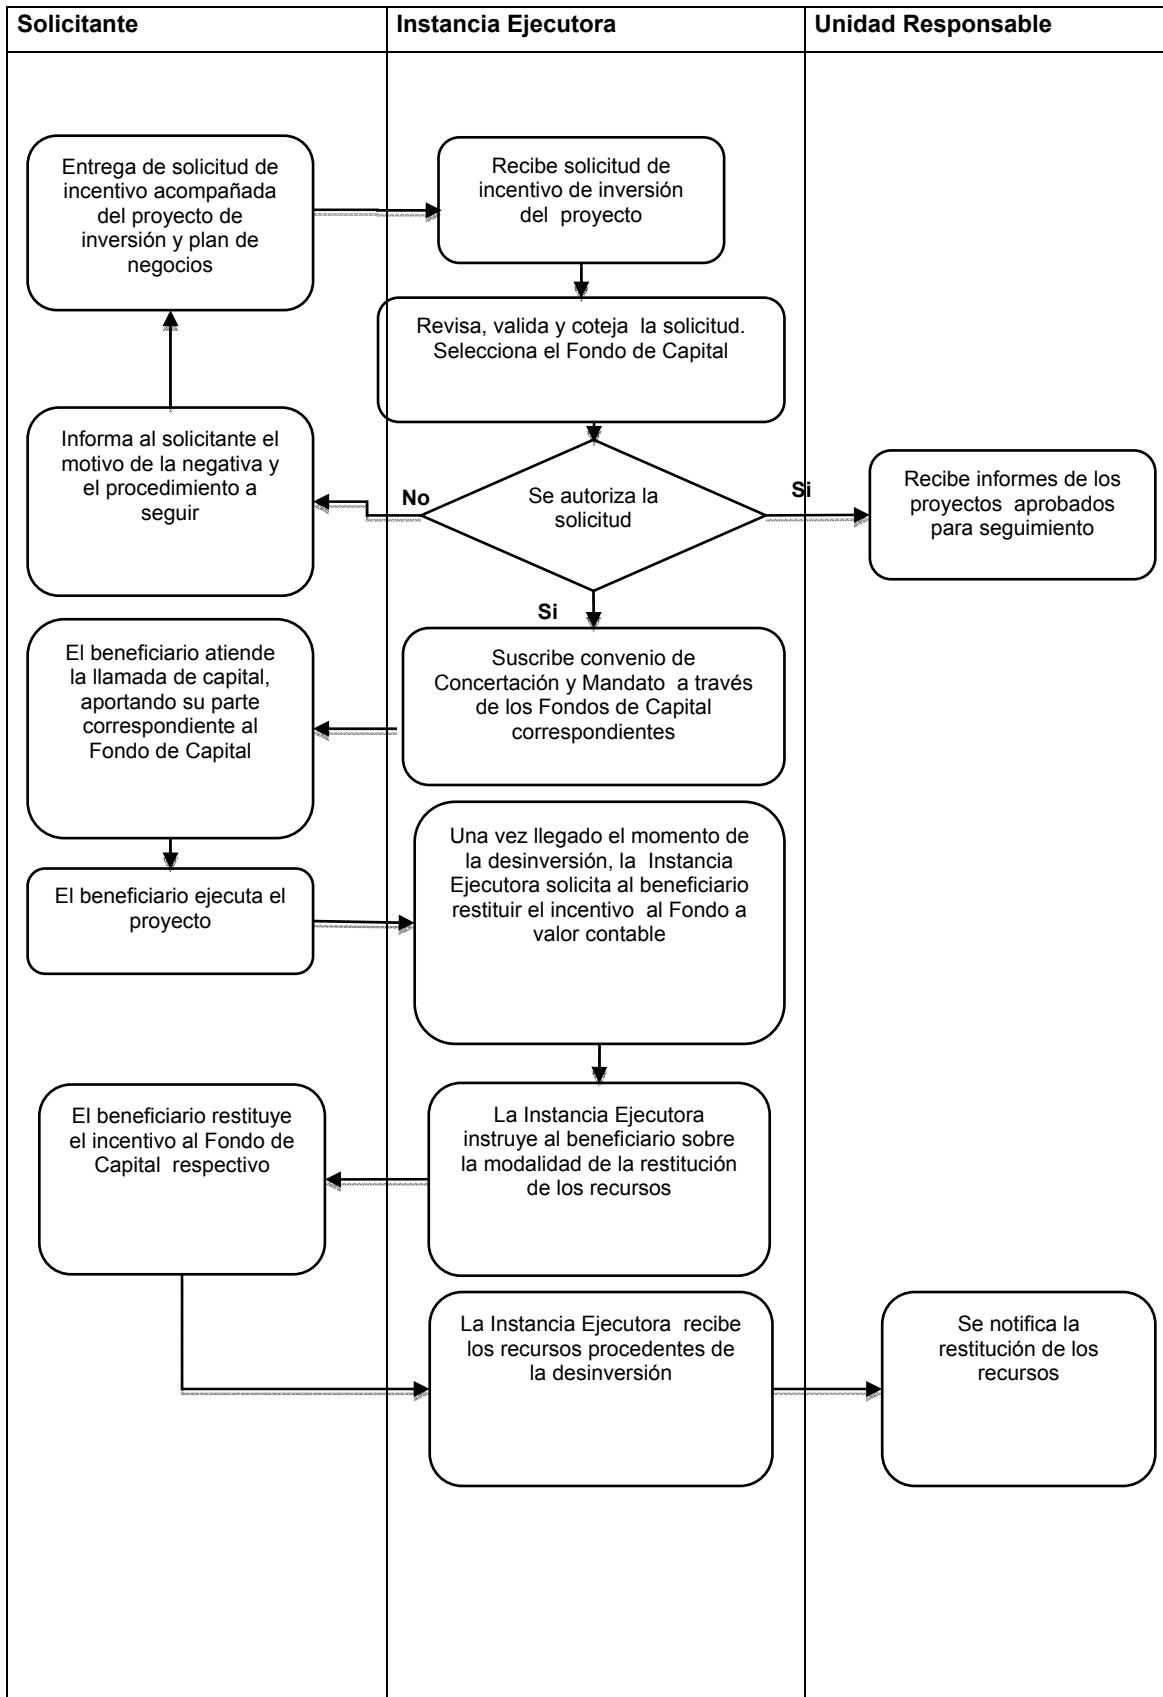 Solicitante
Instancia Ejecutora
Unidad Responsable
Entrega de solicitud de
incentivo acompañada
del proyecto de
inversión y plan de
negocios
Recibe solicitud de
incentivo de inversión
del proyecto
Revisa, valida y coteja la solicitud.
Selecciona el Fondo de Capital
Informa al solicitante el
motivo de la negativa y
el procedimiento a
seguir
No
Se autoriza la
solicitud
Si
Recibe informes de los
proyectos aprobados
para seguimiento
Si
El beneficiario atiende
la llamada de capital,
aportando su parte
correspondiente al
Fondo de Capital
Suscribe convenio de
Concertación y Mandato a través
de los Fondos de Capital
correspondientes
El beneficiario ejecuta el
proyecto
Una vez llegado el momento de
la desinversión, la Instancia
Ejecutora solicita al beneficiario
restituir el incentivo al Fondo a
valor contable
El beneficiario restituye
el incentivo al Fondo de
Capital respectivo
La Instancia Ejecutora
instruye al beneficiario sobre
la modalidad de la restitución
de los recursos
La Instancia Ejecutora recibe
los recursos procedentes de
la desinversión
Se notifica la
restitución de los
recursos